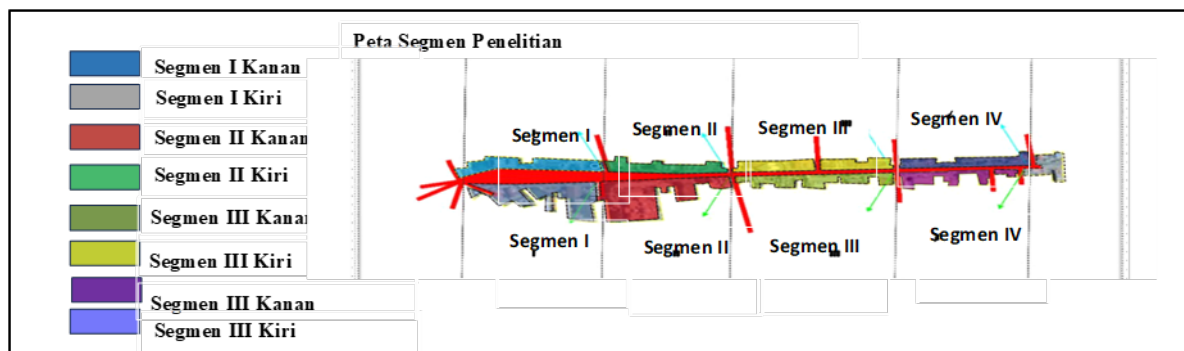 Peta Segmen Penelitian
Segmen I Kanan
Segmen I Kiri
Segmen II Kanan
Segmen II Kiri
Segmen III Kanan
Segmen III Kiri
Segmen III Kanan
Segmen III Kiri
Segmen I
Segmen II
Segmen III
Segmen IV
Segmen I
Segmen II
Segmen III
Segmen IV